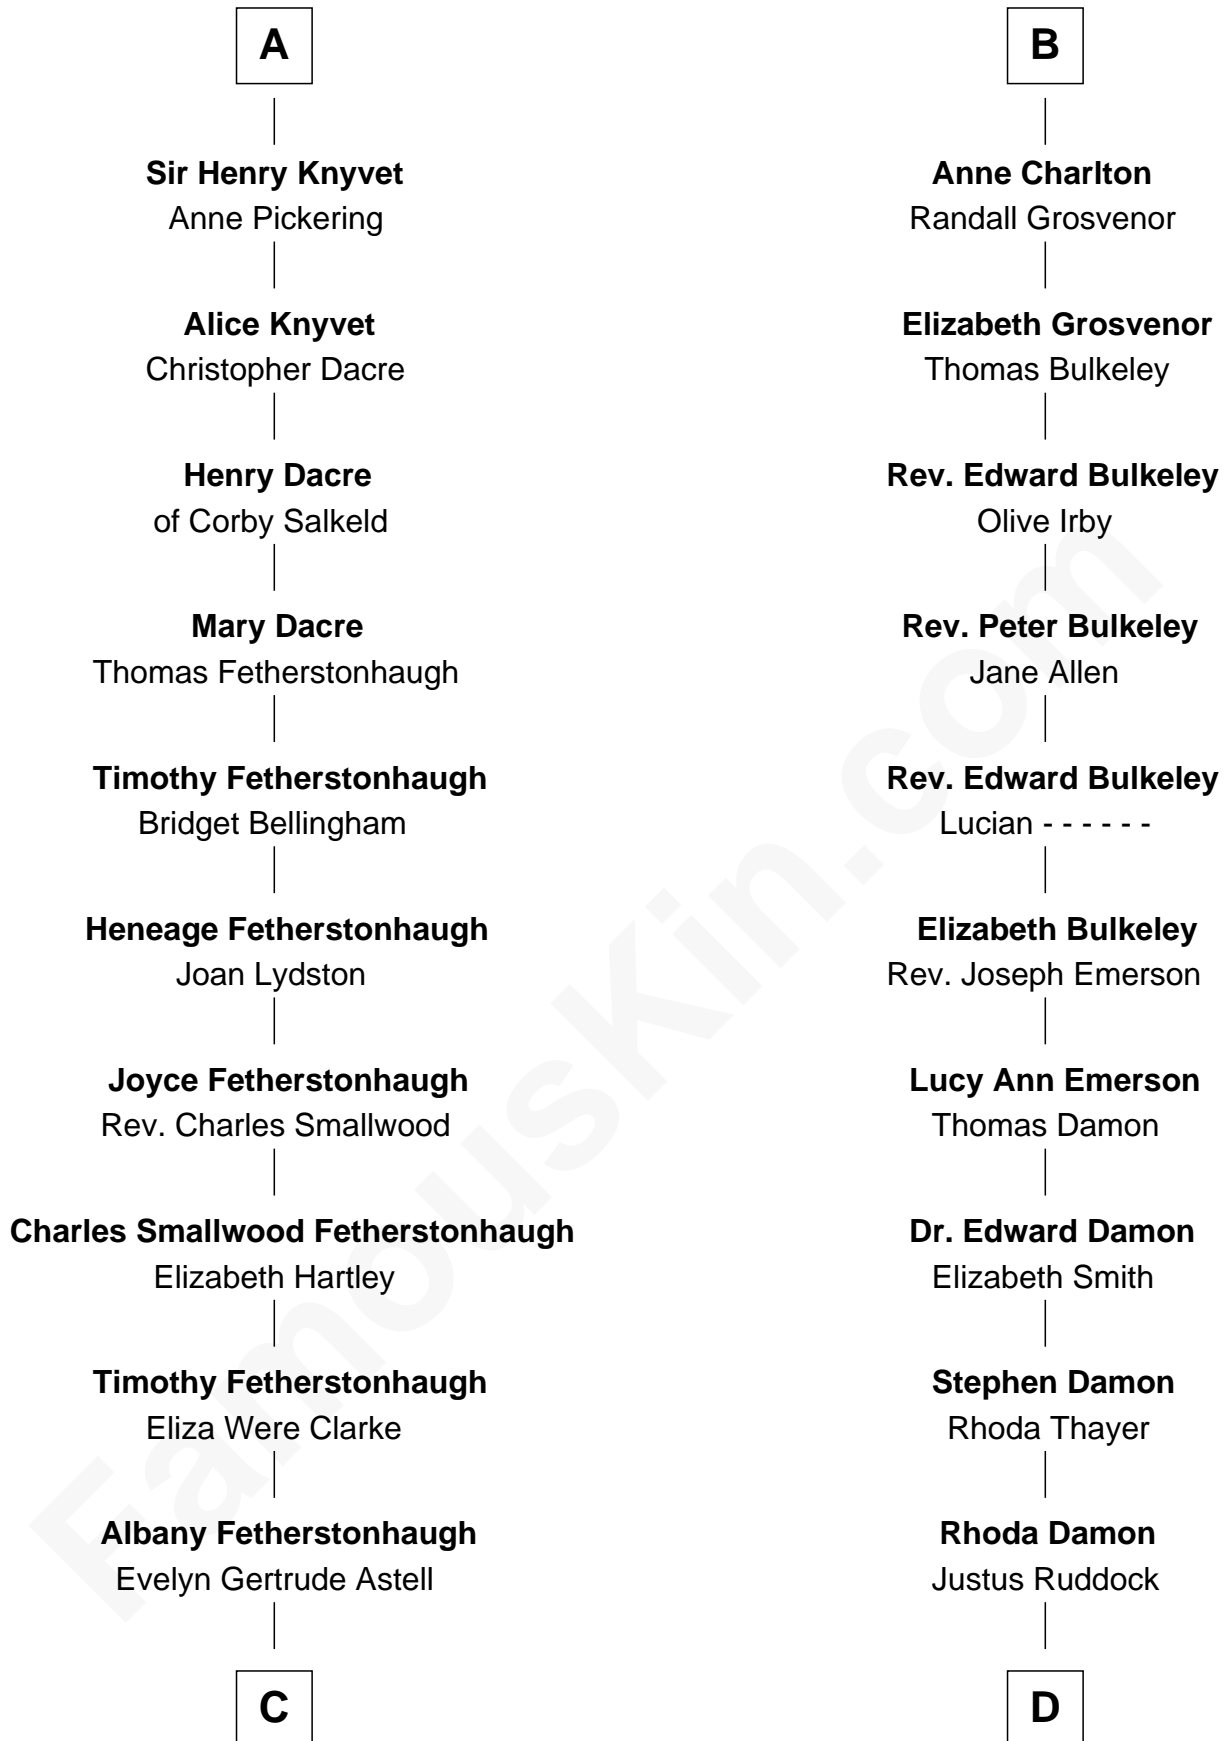 A
Sir Henry Knyvet
Anne Pickering
Alice Knyvet
Christopher Dacre
Henry Dacre
of Corby Salkeld
Mary Dacre
Thomas Fetherstonhaugh
Timothy Fetherstonhaugh
Bridget Bellingham
Heneage Fetherstonhaugh
Joan Lydston
Joyce Fetherstonhaugh
Rev. Charles Smallwood
Charles Smallwood Fetherstonhaugh
Elizabeth Hartley
Timothy Fetherstonhaugh
Eliza Were Clarke
Albany Fetherstonhaugh
Evelyn Gertrude Astell
C
B
Anne Charlton
Randall Grosvenor
Elizabeth Grosvenor
Thomas Bulkeley
Rev. Edward Bulkeley
Olive Irby
Rev. Peter Bulkeley
Jane Allen
Rev. Edward Bulkeley
Lucian - - - - - -
Elizabeth Bulkeley
Rev. Joseph Emerson
Lucy Ann Emerson
Thomas Damon
Dr. Edward Damon
Elizabeth Smith
Stephen Damon
Rhoda Thayer
Rhoda Damon
Justus Ruddock
D
FamousKin.com